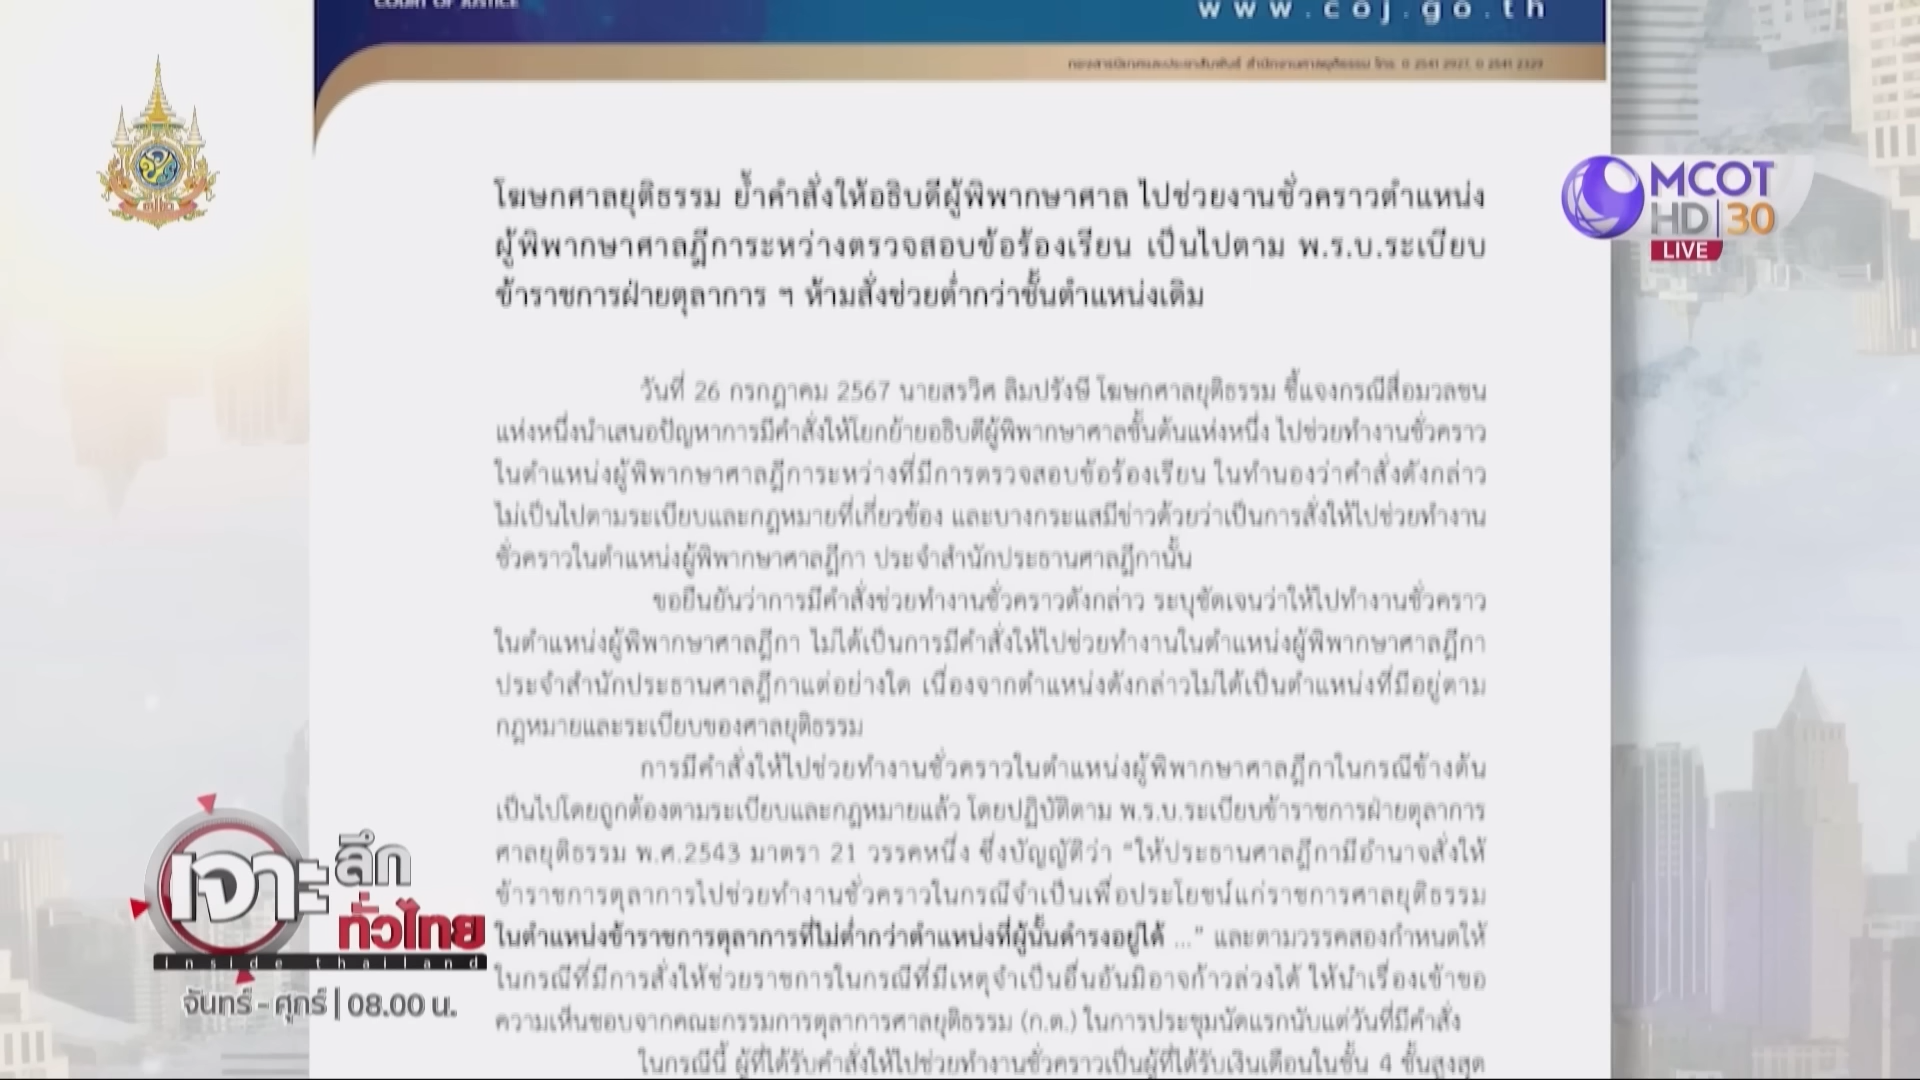 COURT OF JUSTICE
www.coj.go.th
กองสารนิเทศและประชาสัมพันธ์ สำนักงานศาลยุติธรรม โทร. 0 2541 2927, 0 2541 2329
MCOT
HD 30
LIVE
โฆษกศาลยุติธรรม ย้ำคำสั่งให้อธิบดีผู้พิพากษาศาล ไปช่วยงานชั่วคราวตำแหน่ง
ผู้พิพากษาศาลฎีการะหว่างตรวจสอบข้อร้องเรียน เป็นไปตาม พ.ร.บ.ระเบียบ
ข้าราชการฝ่ายตุลาการ ฯ ห้ามสั่งช่วยต่ำกว่าชั้นตำแหน่งเดิม
วันที่ 26 กรกฎาคม 2567 นายสรวิศ ลิมปรังษี โฆษกศาลยุติธรรม ชี้แจงกรณีสื่อมวลชน
แห่งหนึ่งนำเสนอปัญหาการมีคำสั่งให้โยกย้ายอธิบดีผู้พิพากษาศาลชั้นต้นแห่งหนึ่ง ไปช่วยทำงานชั่วคราว
ในตำแหน่งผู้พิพากษาศาลฎีการะหว่างที่มีการตรวจสอบข้อร้องเรียน ในทำนองว่าคำสั่งดังกล่าว
ไม่เป็นไปตามระเบียบและกฎหมายที่เกี่ยวข้อง และบางกระแสมีข่าวด้วยว่าเป็นการสั่งให้ไปช่วยทำงาน
ชั่วคราวในตำแหน่งผู้พิพากษาศาลฎีกา ประจำสำนักประธานศาลฎีกานั้น
ขอยืนยันว่าการมีคำสั่งช่วยทำงานชั่วคราวดังกล่าว ระบุชัดเจนว่าให้ไปทำงานชั่วคราว
ในตำแหน่งผู้พิพากษาศาลฎีกา ไม่ได้เป็นการมีคำสั่งให้ไปช่วยทำงานในตำแหน่งผู้พิพากษาศาลฎีกา
ประจำสำนักประธานศาลฎีกาแต่อย่างใด เนื่องจากตำแหน่งดังกล่าวไม่ได้เป็นตำแหน่งที่มีอยู่ตาม
กฎหมายและระเบียบของศาลยุติธรรม
การมีคำสั่งให้ไปช่วยทำงานชั่วคราวในตำแหน่งผู้พิพากษาศาลฎีกาในกรณีข้างต้น
เป็นไปโดยถูกต้องตามระเบียบและกฎหมายแล้ว โดยปฏิบัติตาม พ.ร.บ.ระเบียบข้าราชการฝ่ายตุลาการ
ศาลยุติธรรม พ.ศ.2543 มาตรา 21 วรรคหนึ่ง ซึ่งบัญญัติว่า "ให้ประธานศาลฎีกามีอำนาจสั่งให้
ข้าราชการตุลาการไปช่วยทำงานชั่วคราวในกรณีจำเป็นเพื่อประโยชน์แก่ราชการศาลยุติธรรม
ในตำแหน่งข้าราชการตุลาการที่ไม่ต่ำกว่าตำแหน่งที่ผู้นั้นดำรงอยู่ได้ ..." และตามวรรคสองกำหนดให้
ในกรณีที่มีการสั่งให้ช่วยราชการในกรณีที่มีเหตุจำเป็นอื่นอันมิอาจก้าวล่วงได้ ให้นำเรื่องเข้าขอ
ความเห็นชอบจากคณะกรรมการตุลาการศาลยุติธรรม (ก.ต.) ในการประชุมนัดแรกนับแต่วันที่มีคำสั่ง
ในกรณีนี้ ผู้ที่ได้รับคำสั่งให้ไปช่วยทำงานชั่วคราวเป็นผู้ที่ได้รับเงินเดือนในชั้น 4 ชั้นสูงสุด
เจาะลึก
ทั่วไทย
inside thailand
จันทร์ - ศุกร์ | 08.00 น.